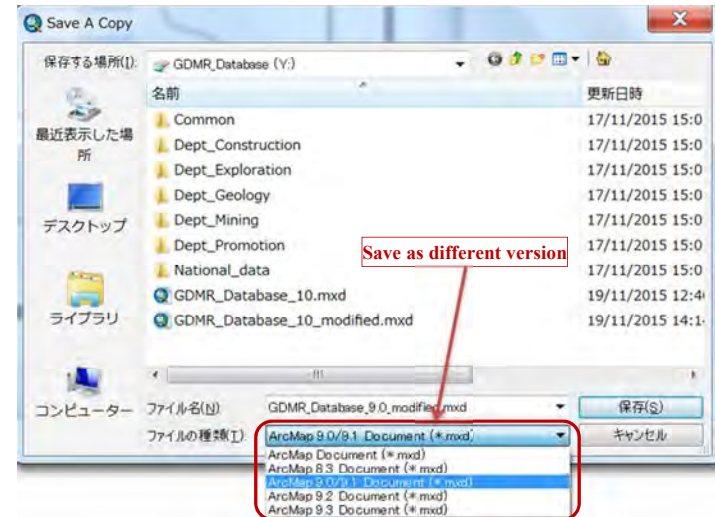 Save A Copy
保存する場所(I):
GDMR_Database (Y:)
名前
更新日時
最近表示した場所
デスクトップ
ライブラリ
コンピューター
Common
17/11/2015 15:0
Dept_Construction
17/11/2015 15:0
Dept_Exploration
17/11/2015 15:0
Dept_Geology
17/11/2015 15:0
Dept_Mining
17/11/2015 15:0
Dept_Promotion
17/11/2015 15:0
Save as different version
National_data
17/11/2015 15:0
GDMR_Database_10.mxd
19/11/2015 12:4
GDMR_Database_10_modified.mxd
19/11/2015 14:1
ファイル名(N)
GDMR_Database_9.0_modified.mxd
保存(S)
ファイルの種類(T):
ArcMap 9.0/9.1 Document (*.mxd)
キャンセル
ArcMap Document (*.mxd)
ArcMap 8.3 Document (*.mxd)
ArcMap 9.0/9.1 Document (*.mxd)
ArcMap 9.2 Document (*.mxd)
ArcMap 9.3 Document (*.mxd)